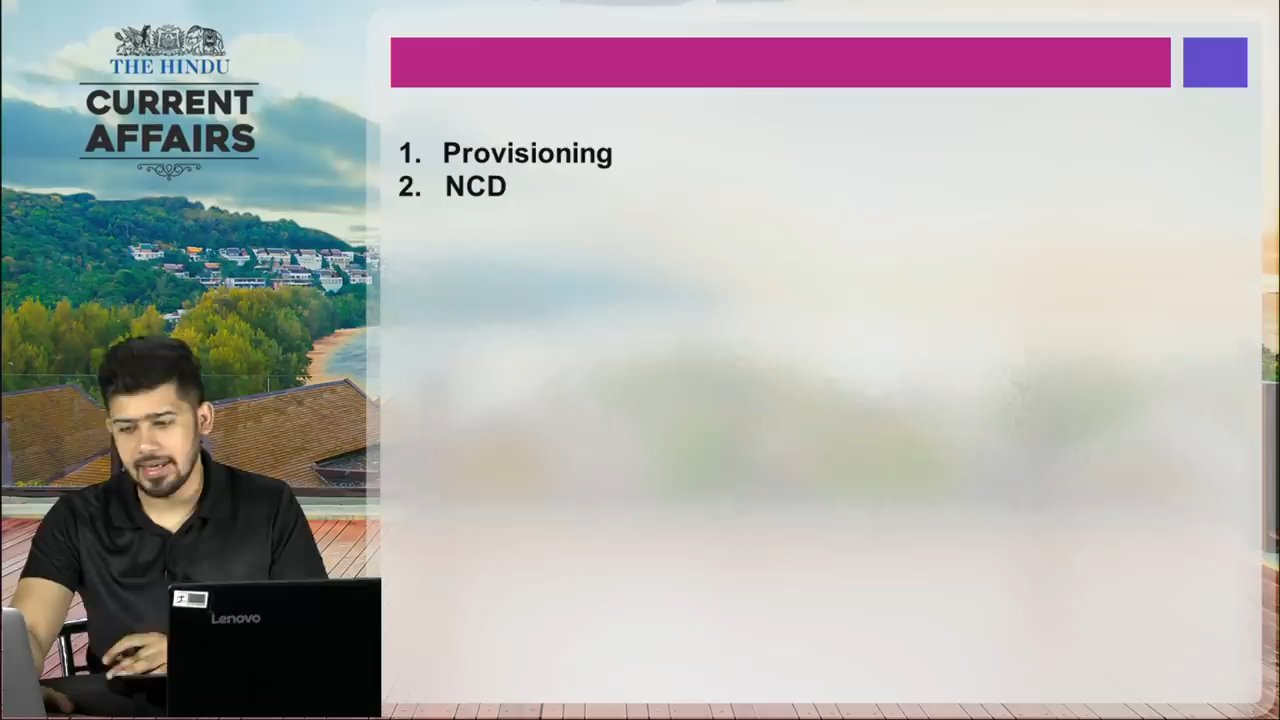 THE HINDU
CURRENT
AFFAIRS
1. Provisioning
2. NCD
Lenovo